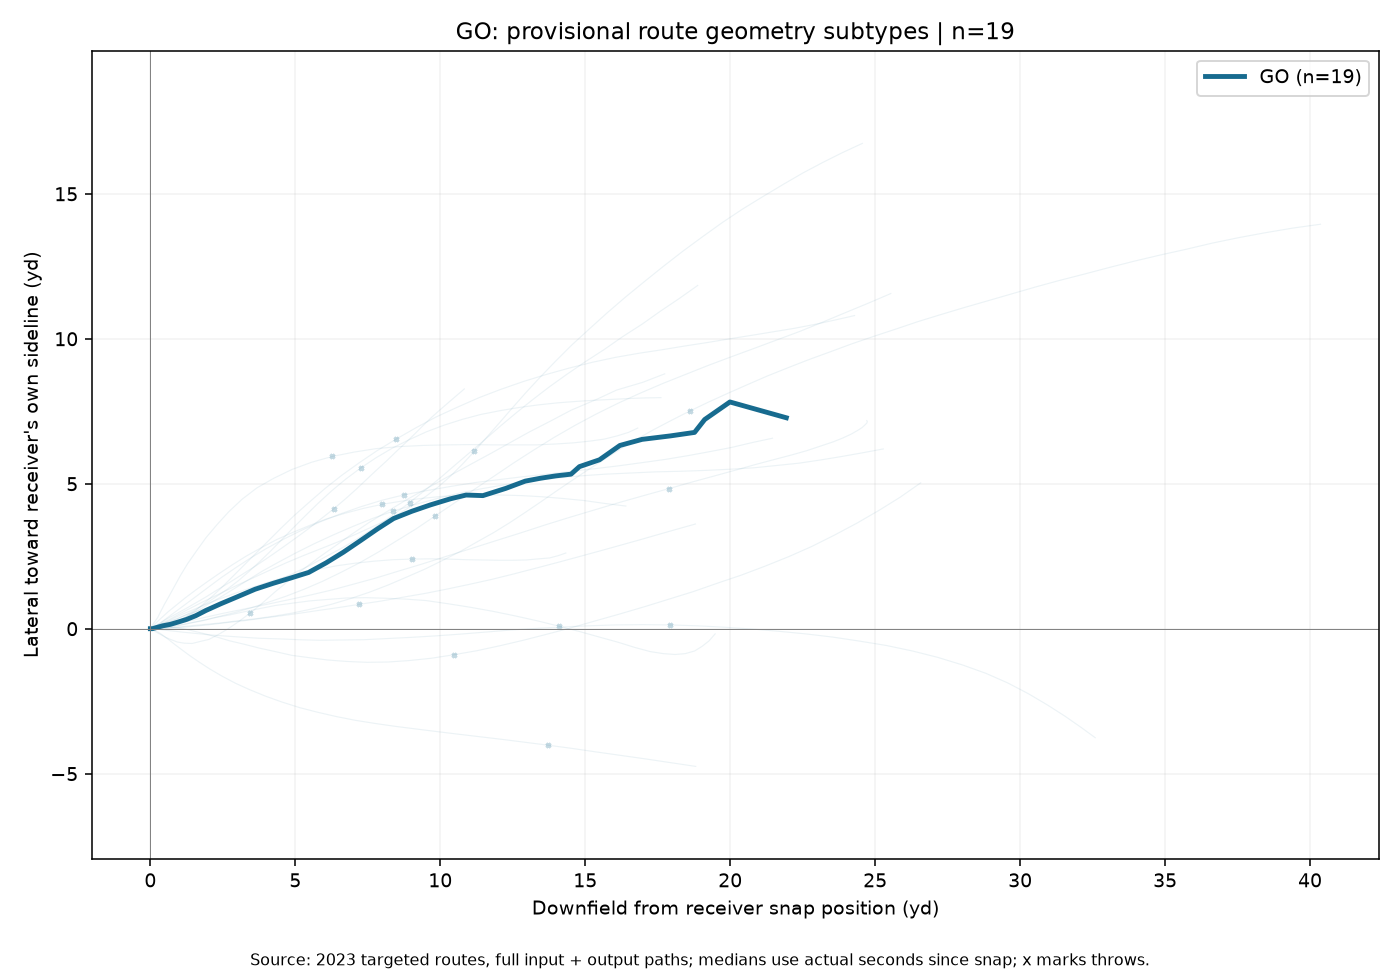 GO: provisional route geometry subtypes | n=19
GO (n=19)
Lateral toward receiver's own sideline (yd)
15
10
5
0
−5
0 5 10 15 20 25 30 35 40
Downfield from receiver snap position (yd)
Source: 2023 targeted routes, full input + output paths; medians use actual seconds since snap; x marks throws.